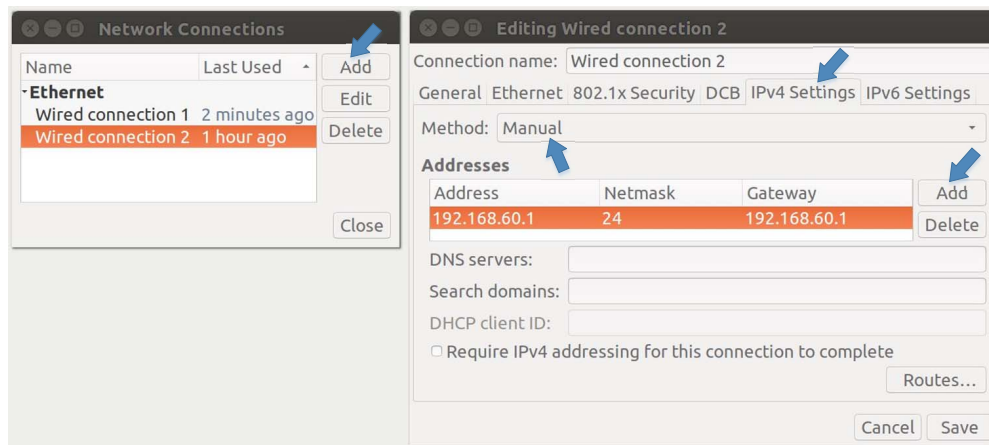 Network Connections
Name Last Used Add
Ethernet Edit
Wired connection 1 2 minutes ago
Wired connection 2 1 hour ago Delete
Close
Editing Wired connection 2
Connection name: Wired connection 2
General Ethernet 802.1x Security DCB IPv4 Settings IPv6 Settings
Method: Manual
Addresses
Address Netmask Gateway Add
192.168.60.1 24 192.168.60.1 Delete
DNS servers:
Search domains:
DHCP client ID:
Require IPv4 addressing for this connection to complete
Routes...
Cancel Save